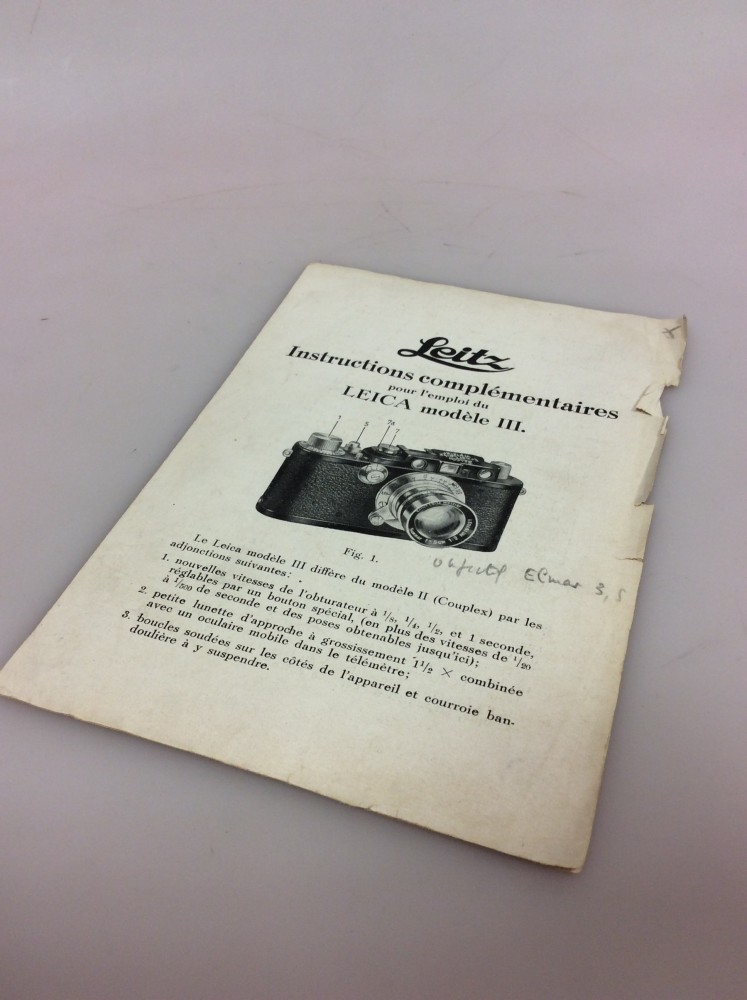 x
Leitz
Instructions complémentaires
pour l'emploi du
LEICA modèle III.
1 5 7a 7
Fig. 1.
objectif Elmar 3,5
Le Leica modèle III diffère du modèle II (Couplex) par les
adjonctions suivantes:
1. nouvelles vitesses de l'obturateur à 1/8, 1/4, 1/2, et 1 seconde,
réglables par un bouton spécial, (en plus des vitesses de 1/20
à 1/500 de seconde et des poses obtenables jusqu'ici);
2. petite lunette d'approche à grossissement 1 1/2 × combinée
avec un oculaire mobile dans le télémètre;
3. boucles soudées sur les côtés de l'appareil et courroie ban-
doulière à y suspendre.